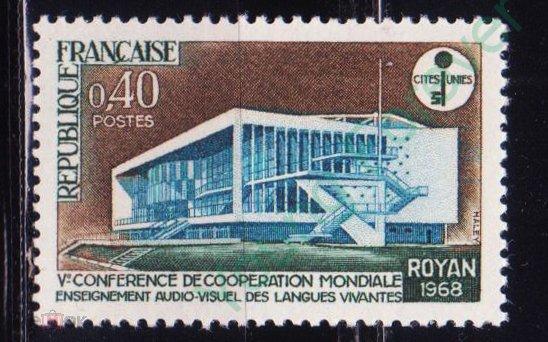 REPUBLIQUE
FRANÇAISE
0,40
POSTES
CITES UNIES
HALEY
Vᵉ CONFERENCE DE COOPERATION MONDIALE
ENSEIGNEMENT AUDIO-VISUEL DES LANGUES VIVANTES
ROYAN
1968